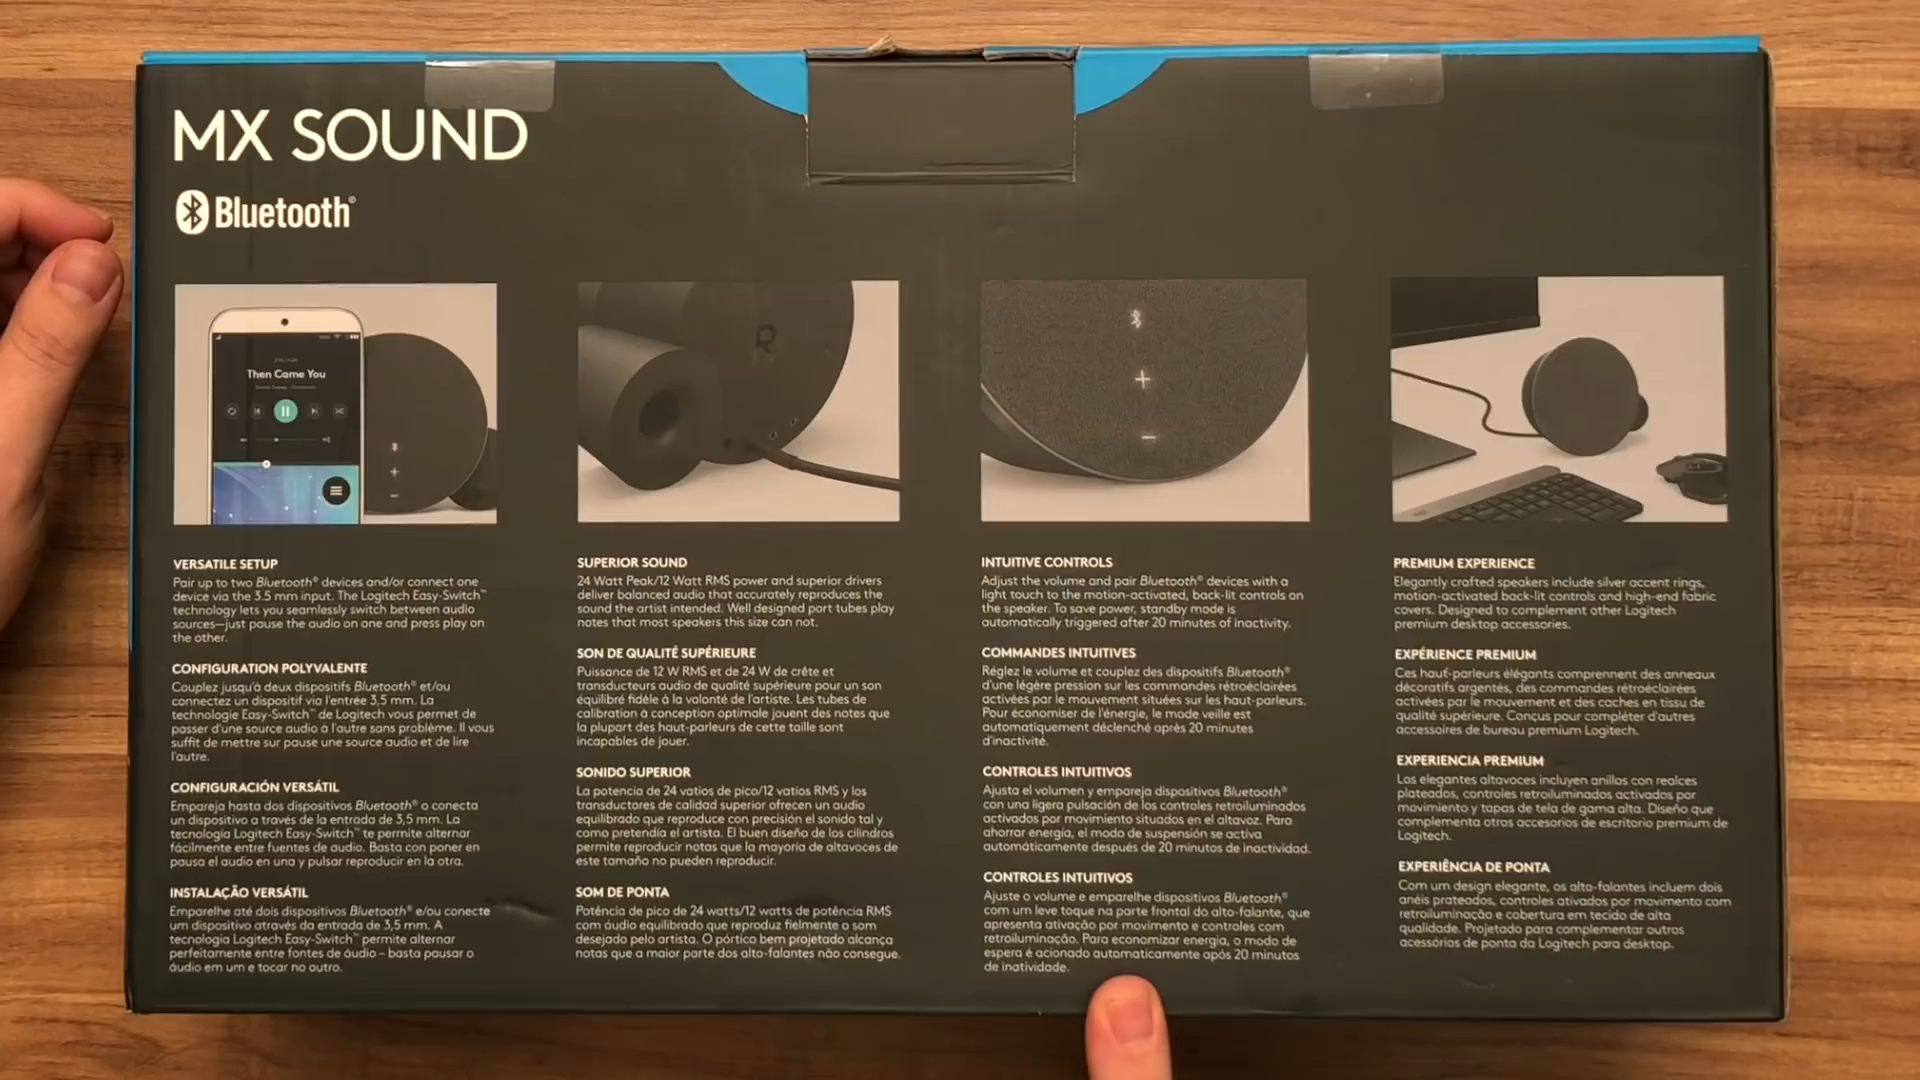 MX SOUND
Bluetooth®
Then Came You
R
VERSATILE SETUP
Pair up to two Bluetooth® devices and/or connect one
device via the 3.5 mm input. The Logitech Easy-Switch™
technology lets you seamlessly switch between audio
sources—just pause the audio on one and press play on
the other.
CONFIGURATION POLYVALENTE
Couplez jusqu'à deux dispositifs Bluetooth® et/ou
connectez un dispositif via l'entrée 3,5 mm. La
technologie Easy-Switch™ de Logitech vous permet de
passer d'une source audio à l'autre sans problème. Il vous
suffit de mettre sur pause une source audio et de lire
l'autre.
CONFIGURACIÓN VERSÁTIL
Empareja hasta dos dispositivos Bluetooth® o conecta
un dispositivo a través de la entrada de 3,5 mm. La
tecnología Logitech Easy-Switch™ te permite alternar
fácilmente entre fuentes de audio. Basta con poner en
pausa el audio en una y pulsar reproducir en la otra.
INSTALAÇÃO VERSÁTIL
Emparelhe até dois dispositivos Bluetooth® e/ou conecte
um dispositivo através da entrada de 3,5 mm. A
tecnologia Logitech Easy-Switch™ permite alternar
perfeitamente entre fontes de áudio – basta pausar o
áudio em um e tocar no outro.
SUPERIOR SOUND
24 Watt Peak/12 Watt RMS power and superior drivers
deliver balanced audio that accurately reproduces the
sound the artist intended. Well designed port tubes play
notes that most speakers this size can not.
SON DE QUALITÉ SUPÉRIEURE
Puissance de 12 W RMS et de 24 W de crête et
transducteurs audio de qualité supérieure pour un son
équilibré fidèle à la volonté de l'artiste. Les tubes de
calibration à conception optimale jouent des notes que
la plupart des haut-parleurs de cette taille sont
incapables de jouer.
SONIDO SUPERIOR
La potencia de 24 vatios de pico/12 vatios RMS y los
transductores de calidad superior ofrecen un audio
equilibrado que reproduce con precisión el sonido tal y
como pretendía el artista. El buen diseño de los cilindros
permite reproducir notas que la mayoría de altavoces de
este tamaño no pueden reproducir.
SOM DE PONTA
Potência de pico de 24 watts/12 watts de potência RMS
com áudio equilibrado que reproduz fielmente o som
desejado pelo artista. O pórtico bem projetado alcança
notas que a maior parte dos alto-falantes não consegue.
INTUITIVE CONTROLS
Adjust the volume and pair Bluetooth® devices with a
light touch to the motion-activated, back-lit controls on
the speaker. To save power, standby mode is
automatically triggered after 20 minutes of inactivity.
COMMANDES INTUITIVES
Réglez le volume et couplez des dispositifs Bluetooth®
d'une légère pression sur les commandes rétroéclairées
activées par le mouvement situées sur les haut-parleurs.
Pour économiser de l'énergie, le mode veille est
automatiquement déclenché après 20 minutes
d'inactivité.
CONTROLES INTUITIVOS
Ajusta el volumen y empareja dispositivos Bluetooth®
con una ligera pulsación de los controles retroiluminados
activados por movimiento situados en el altavoz. Para
ahorrar energía, el modo de suspensión se activa
automáticamente después de 20 minutos de inactividad.
CONTROLES INTUITIVOS
Ajuste o volume e emparelhe dispositivos Bluetooth®
com um leve toque na parte frontal do alto-falante, que
apresenta ativação por movimento e controles com
retroiluminação. Para economizar energia, o modo de
espera é acionado automaticamente após 20 minutos
de inatividade.
PREMIUM EXPERIENCE
Elegantly crafted speakers include silver accent rings,
motion-activated back-lit controls and high-end fabric
covers. Designed to complement other Logitech
premium desktop accessories.
EXPÉRIENCE PREMIUM
Ces haut-parleurs élégants comprennent des anneaux
décoratifs argentés, des commandes rétroéclairées
activées par le mouvement et des caches en tissu de
qualité supérieure. Conçus pour compléter d'autres
accessoires de bureau premium Logitech.
EXPERIENCIA PREMIUM
Los elegantes altavoces incluyen anillos con realces
plateados, controles retroiluminados activados por
movimiento y tapas de tela de gama alta. Diseño que
complementa otros accesorios de escritorio premium de
Logitech.
EXPERIÊNCIA DE PONTA
Com um design elegante, os alto-falantes incluem dois
anéis prateados, controles ativados por movimento com
retroiluminação e cobertura em tecido de alta
qualidade. Projetado para complementar outros
acessórios de ponta da Logitech para desktop.